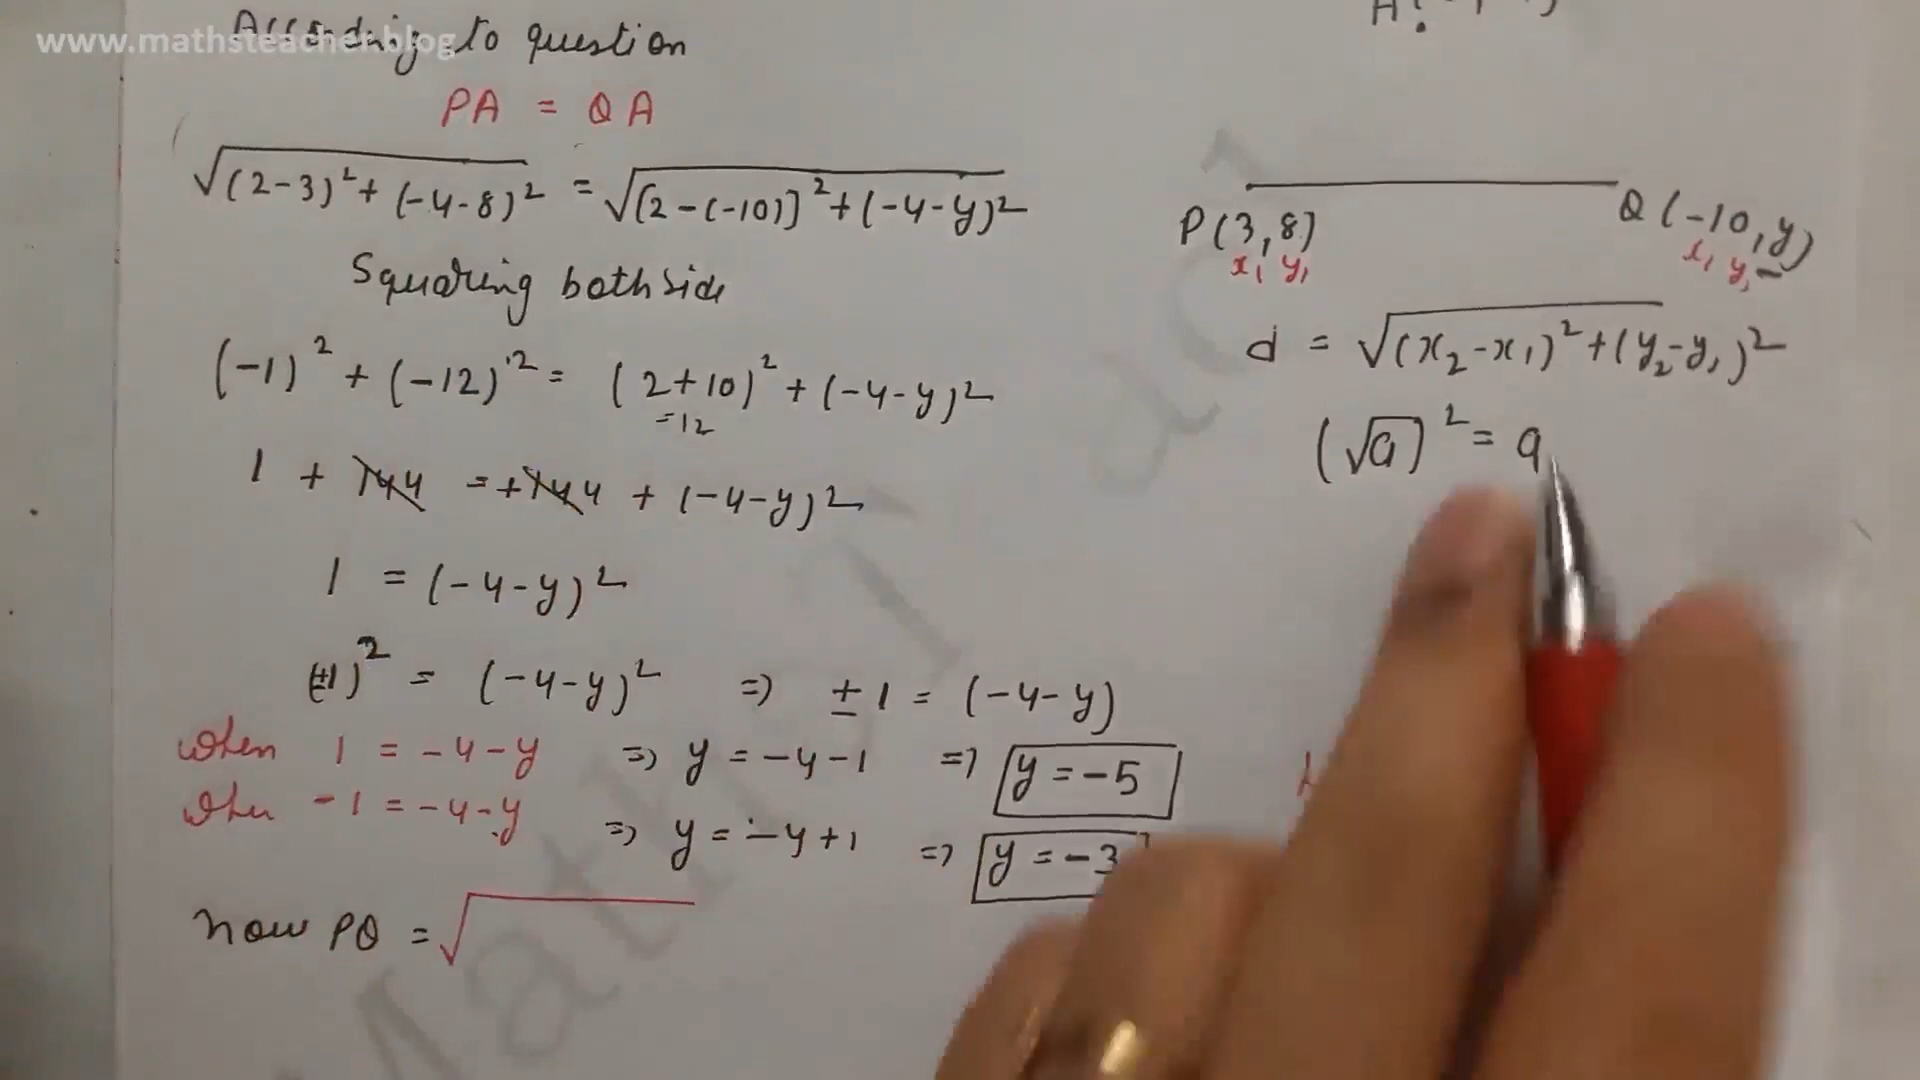 According to question
www.mathsteacher.blog
PA = QA
√(2-3)² + (-4-8)² = √[2-(-10)]² + (-4-y)²
Squaring both side
(-1)² + (-12)² = (2+10)² + (-4-y)²
=12
1 + 144 = +144 + (-4-y)²
1 = (-4-y)²
(±1)² = (-4-y)² => ±1 = (-4-y)
when 1 = -4-y => y = -4-1 => y = -5
when -1 = -4-y => y = -4+1 => y = -3
Now PQ = √
P(3,8) Q(-10,y)
x₁ y₁ x₁ y₁
d = √(x₂-x₁)² + (y₂-y₁)²
(√a)² = a
Math